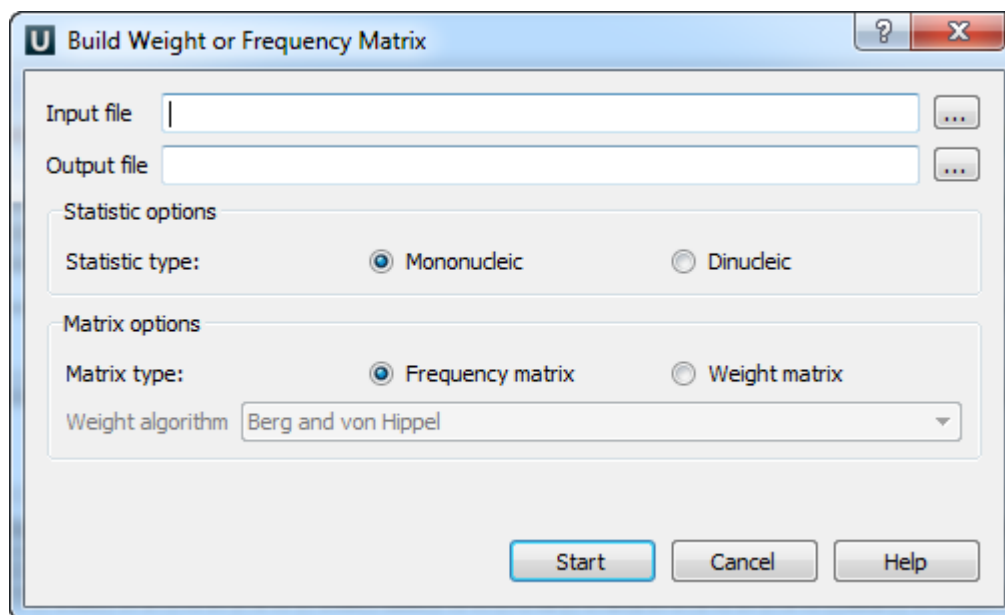 U Build Weight or Frequency Matrix ? X
Input file ...
Output file ...
Statistic options
Statistic type: Mononucleic Dinucleic
Matrix options
Matrix type: Frequency matrix Weight matrix
Weight algorithm Berg and von Hippel
Start Cancel Help